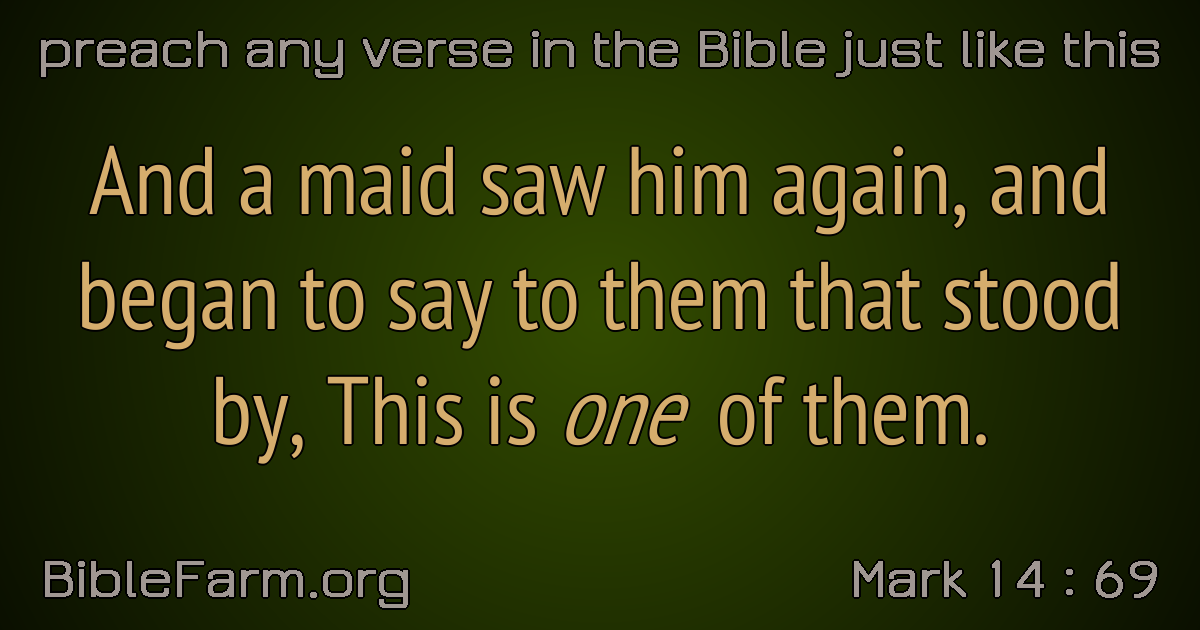 preach any verse in the Bible just like this
And a maid saw him again, and
began to say to them that stood
by, This is one of them.
BibleFarm.org
Mark 14 : 69